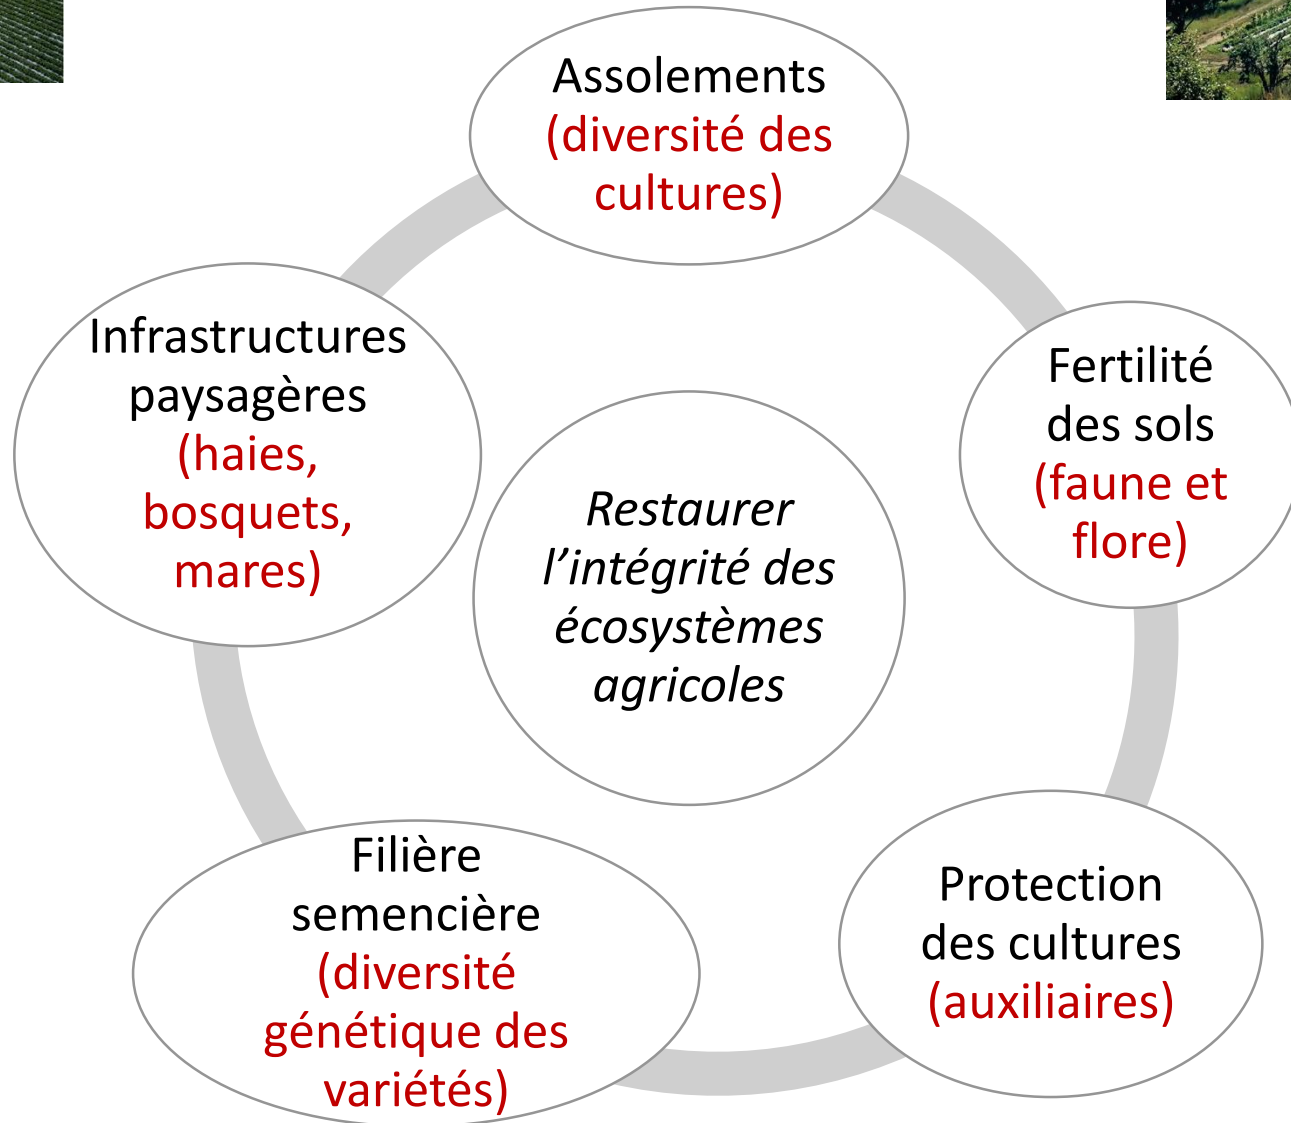 Assolements
(diversité des
cultures)
Infrastructures
paysagères
(haies,
bosquets,
mares)
Fertilité
des sols
(faune et
flore)
Restaurer
l’intégrité des
écosystèmes
agricoles
Filière
semencière
(diversité
génétique des
variétés)
Protection
des cultures
(auxiliaires)